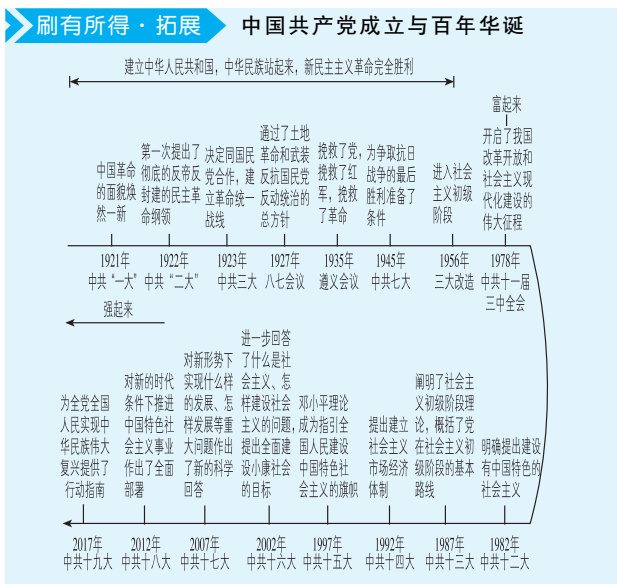 刷有所得·拓展 中国共产党成立与百年华诞
建立中华人民共和国，中华民族站起来，新民主主义革命完全胜利
富起来
中国革命
的面貌焕
然一新
第一次提出了
彻底的反帝反
封建的民主革
命纲领
决定同国民
党合作，建
立革命统一
战线
通过了土地
革命和武装
反抗国民党
反动统治的
总方针
挽救了党，
挽救了红
军，挽救
了革命
为争取抗日
战争的最后
胜利准备了
条件
进入社会
主义初级
阶段
开启了我国
改革开放和
社会主义现
代化建设的
伟大征程
1921年
中共“一大”
1922年
中共“二大”
1923年
中共三大
1927年
八七会议
1935年
遵义会议
1945年
中共七大
1956年
三大改造
1978年
中共十一届
三中全会
强起来
为全党全国
人民实现中
华民族伟大
复兴提供了
行动指南
对新的时代
条件下推进
中国特色社
会主义事业
作出了全面
部署
对新形势下
实现什么样
的发展、怎
样发展等重
大问题作出
了新的科学
回答
进一步回答
了什么是社
会主义、怎
样建设社会
主义的问题，
提出全面建
设小康社会
的目标
邓小平理论
成为指引全
国人民建设
中国特色社
会主义的旗帜
提出建立
社会主义
市场经济
体制
阐明了社会主
义初级阶段理
论，概括了党
在社会主义初
级阶段的基本
路线
明确提出建设
有中国特色的
社会主义
2017年
中共十九大
2012年
中共十八大
2007年
中共十七大
2002年
中共十六大
1997年
中共十五大
1992年
中共十四大
1987年
中共十三大
1982年
中共十二大